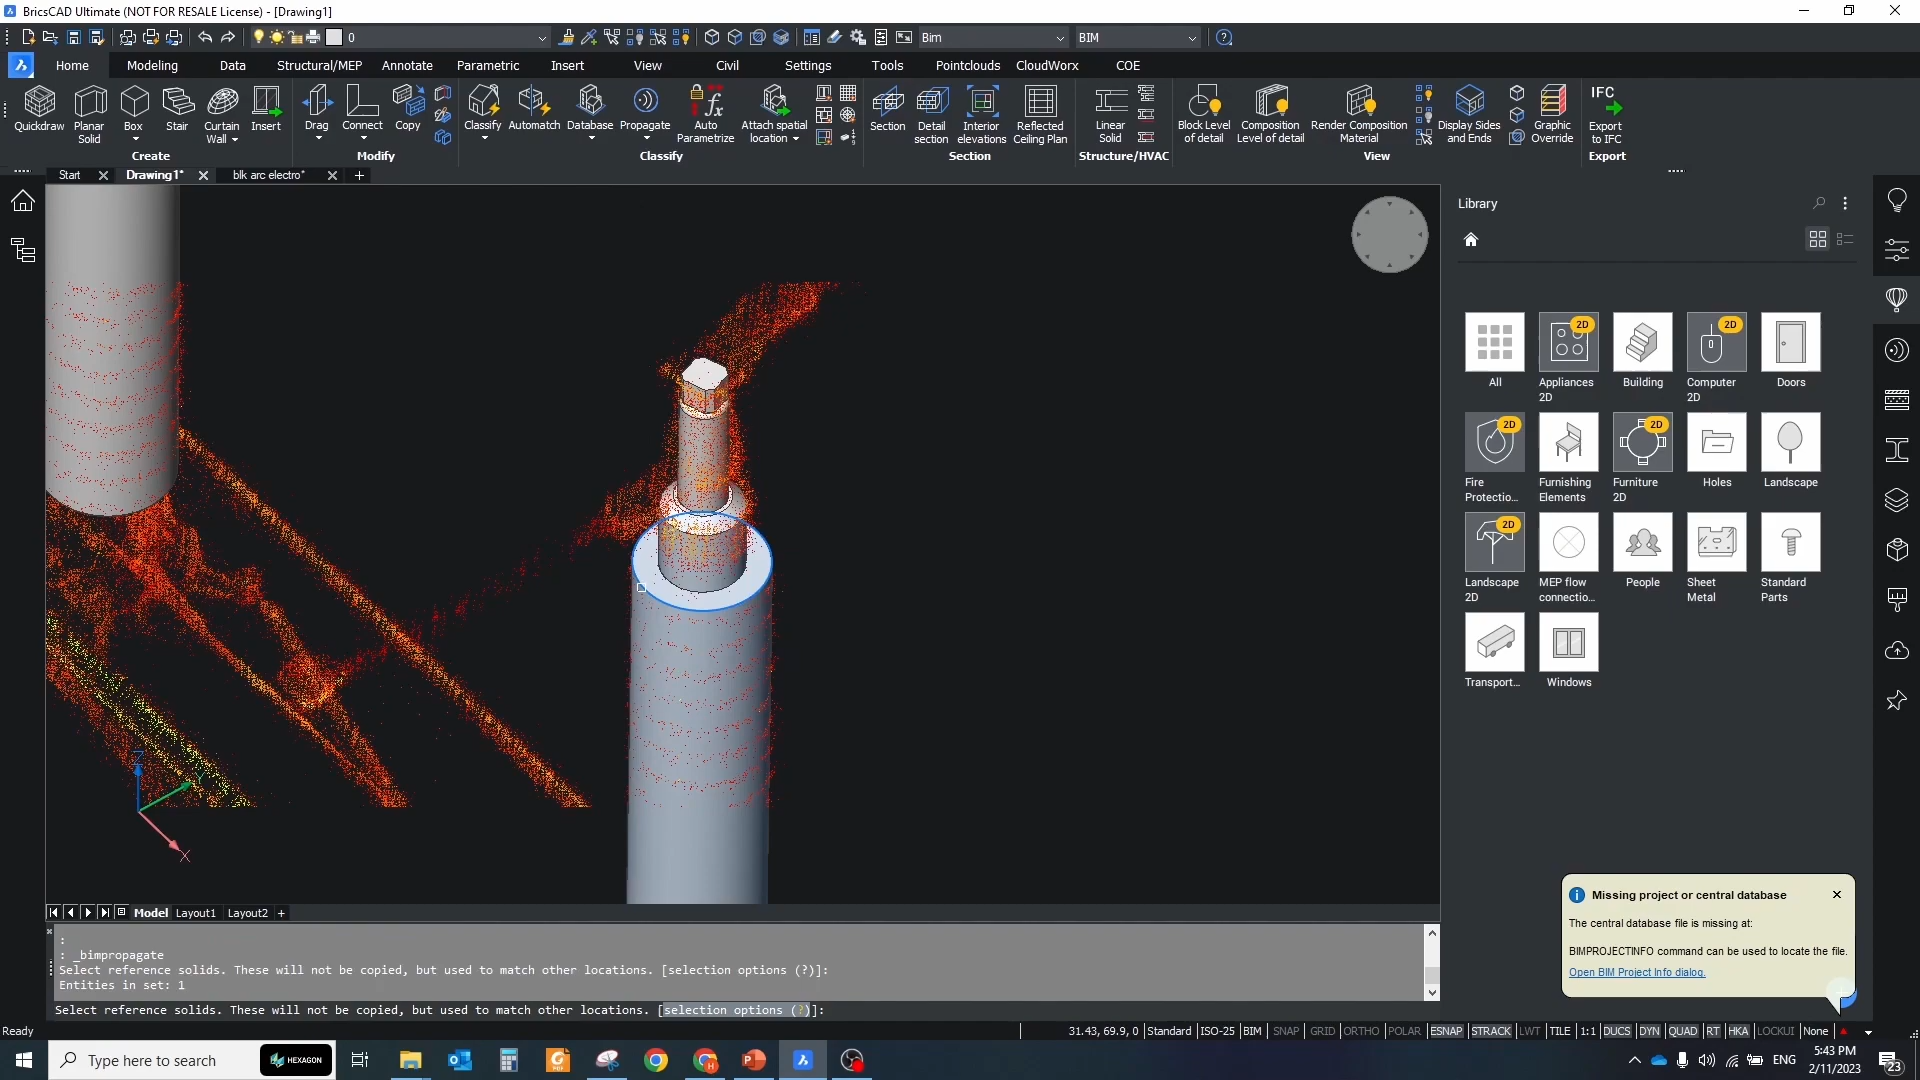 BricsCAD Ultimate (NOT FOR RESALE License) - [Drawing1]
0
Bim
BIM
Home Modeling Data Structural/MEP Annotate Parametric Insert View Civil Settings Tools Pointclouds CloudWorx COE
Quickdraw
Planar Solid
Box
Stair
Curtain Wall
Insert
Create
Drag
Connect
Copy
Modify
Classify
Automatch
Database
Propagate
Auto Parametrize
Attach spatial location
Classify
Section
Detail section
Interior elevations
Reflected Ceiling Plan
Section
Linear Solid
Structure/HVAC
Block Level of detail
Composition Level of detail
Render Composition Material
Display Sides and Ends
Graphic Override
View
IFC
Export to IFC
Export
Start
Drawing1*
blk arc electro*
Library
All
2D
Appliances 2D
Building
2D
Computer 2D
Doors
2D
Fire Protectio...
Furnishing Elements
2D
Furniture 2D
Holes
Landscape
2D
Landscape 2D
MEP flow connectio...
People
Sheet Metal
Standard Parts
Transport...
Windows
Z
Y
X
Missing project or central database
The central database file is missing at:
BIMPROJECTINFO command can be used to locate the file.
Open BIM Project Info dialog.
Model Layout1 Layout2 +
:
: _bimpropagate
Select reference solids. These will not be copied, but used to match other locations. [selection options (?)]:
Entities in set: 1
Select reference solids. These will not be copied, but used to match other locations. [selection options (?)]:
Ready
31.43, 69.9, 0 Standard ISO-25 BIM SNAP GRID ORTHO POLAR ESNAP STRACK LWT TILE 1:1 DUCS DYN QUAD RT HKA LOCKUI None
Type here to search
HEXAGON
ENG
5:43 PM
2/11/2023
23